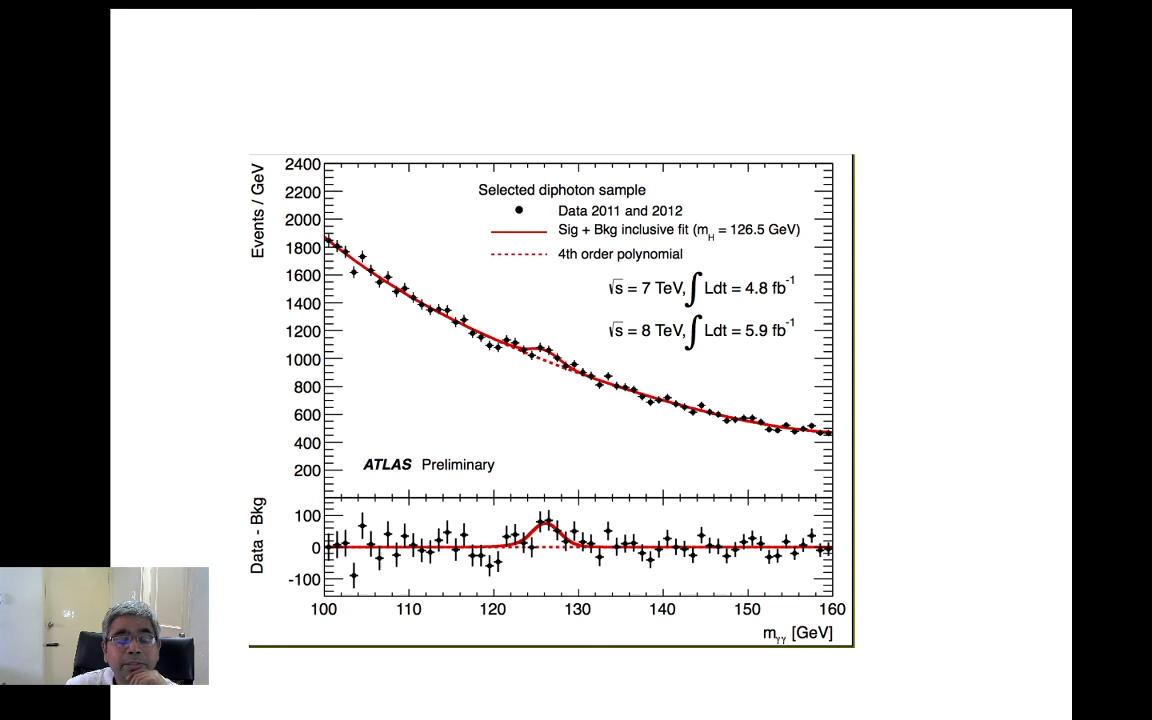 2400
2200
2000
1800
1600
1400
1200
1000
800
600
400
200
Events / GeV
Selected diphoton sample
Data 2011 and 2012
Sig + Bkg inclusive fit (m_H = 126.5 GeV)
4th order polynomial
√s = 7 TeV, ∫ Ldt = 4.8 fb⁻¹
√s = 8 TeV, ∫ Ldt = 5.9 fb⁻¹
ATLAS Preliminary
Data - Bkg
100
0
-100
100 110 120 130 140 150 160
m_γγ [GeV]